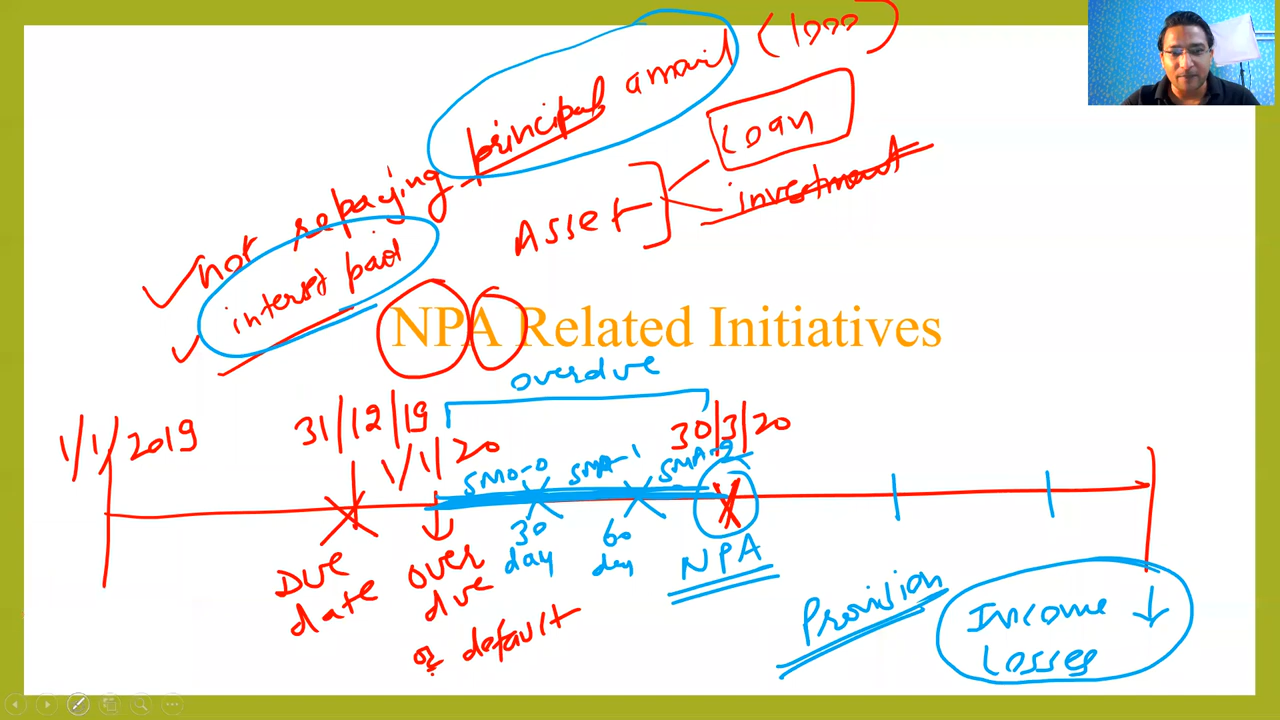 (1000)
not repaying principal amount
Loan
Asset
investment
interst paid
NPA Related Initiatives
overdue
31/12/19
30/3/20
1/1/2019
1/1/20
SMA-0 SMA-1 SMA-2
30 day
60 day
NPA
Due date
over due
or default
Provision
Income ↓
Losses